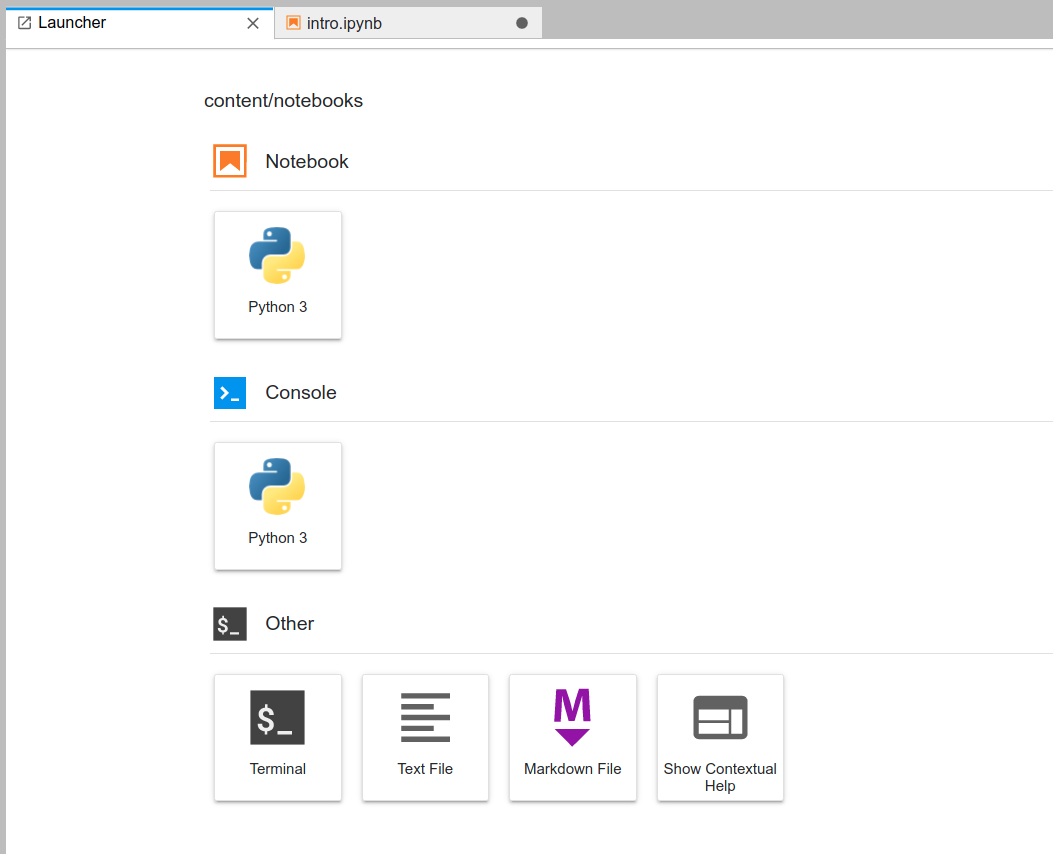 Launcher
intro.ipynb
content/notebooks
Notebook
Python 3
Console
Python 3
$_ Other
$_
Terminal
Text File
M
Markdown File
Show Contextual
Help